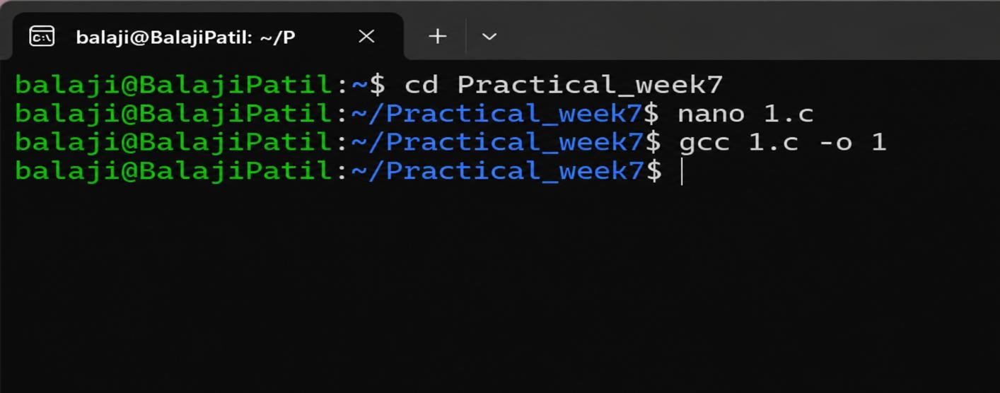 balaji@BalajiPatil: ~/P
balaji@BalajiPatil:~$ cd Practical_week7
balaji@BalajiPatil:~/Practical_week7$ nano 1.c
balaji@BalajiPatil:~/Practical_week7$ gcc 1.c -o 1
balaji@BalajiPatil:~/Practical_week7$